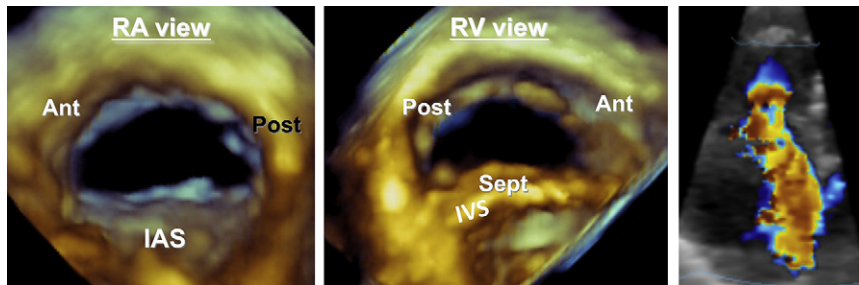 RA view
Ant
Post
IAS
RV view
Post
Ant
Sept
IVS